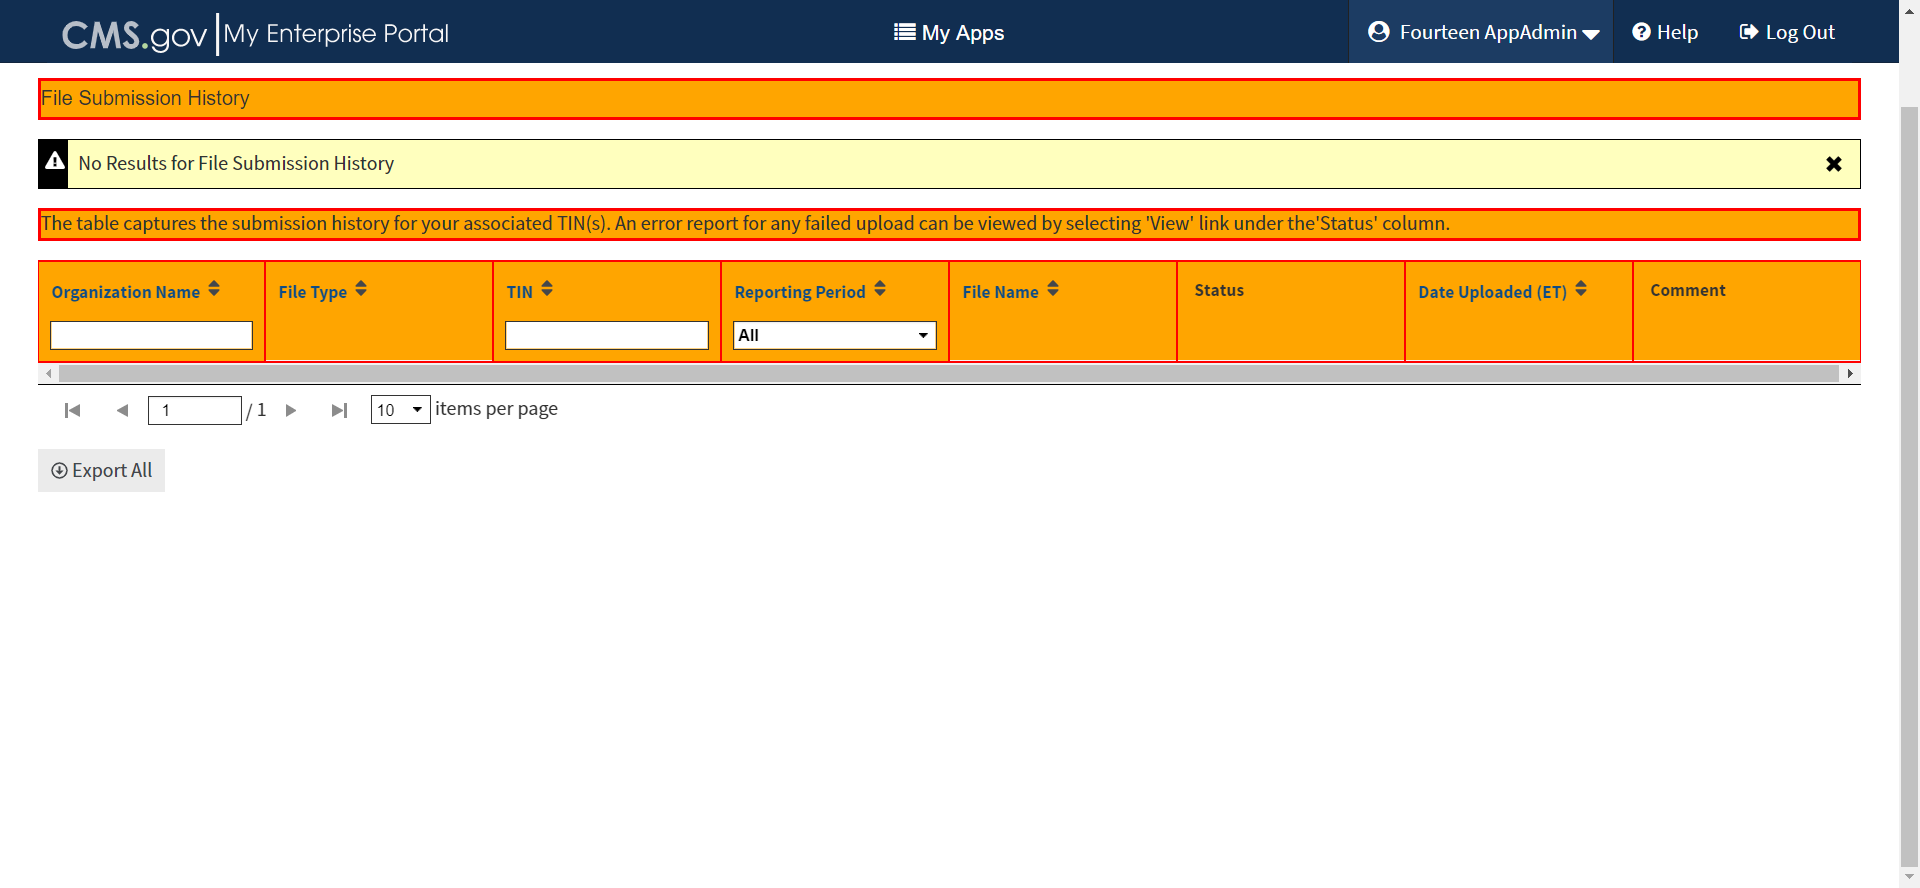 CMS.gov My Enterprise Portal
My Apps
Fourteen AppAdmin
Help
Log Out
File Submission History
No Results for File Submission History
The table captures the submission history for your associated TIN(s). An error report for any failed upload can be viewed by selecting 'View' link under the'Status' column.
Organization Name File Type TIN Reporting Period File Name Status Date Uploaded (ET) Comment
All
1 / 1 10 items per page
Export All